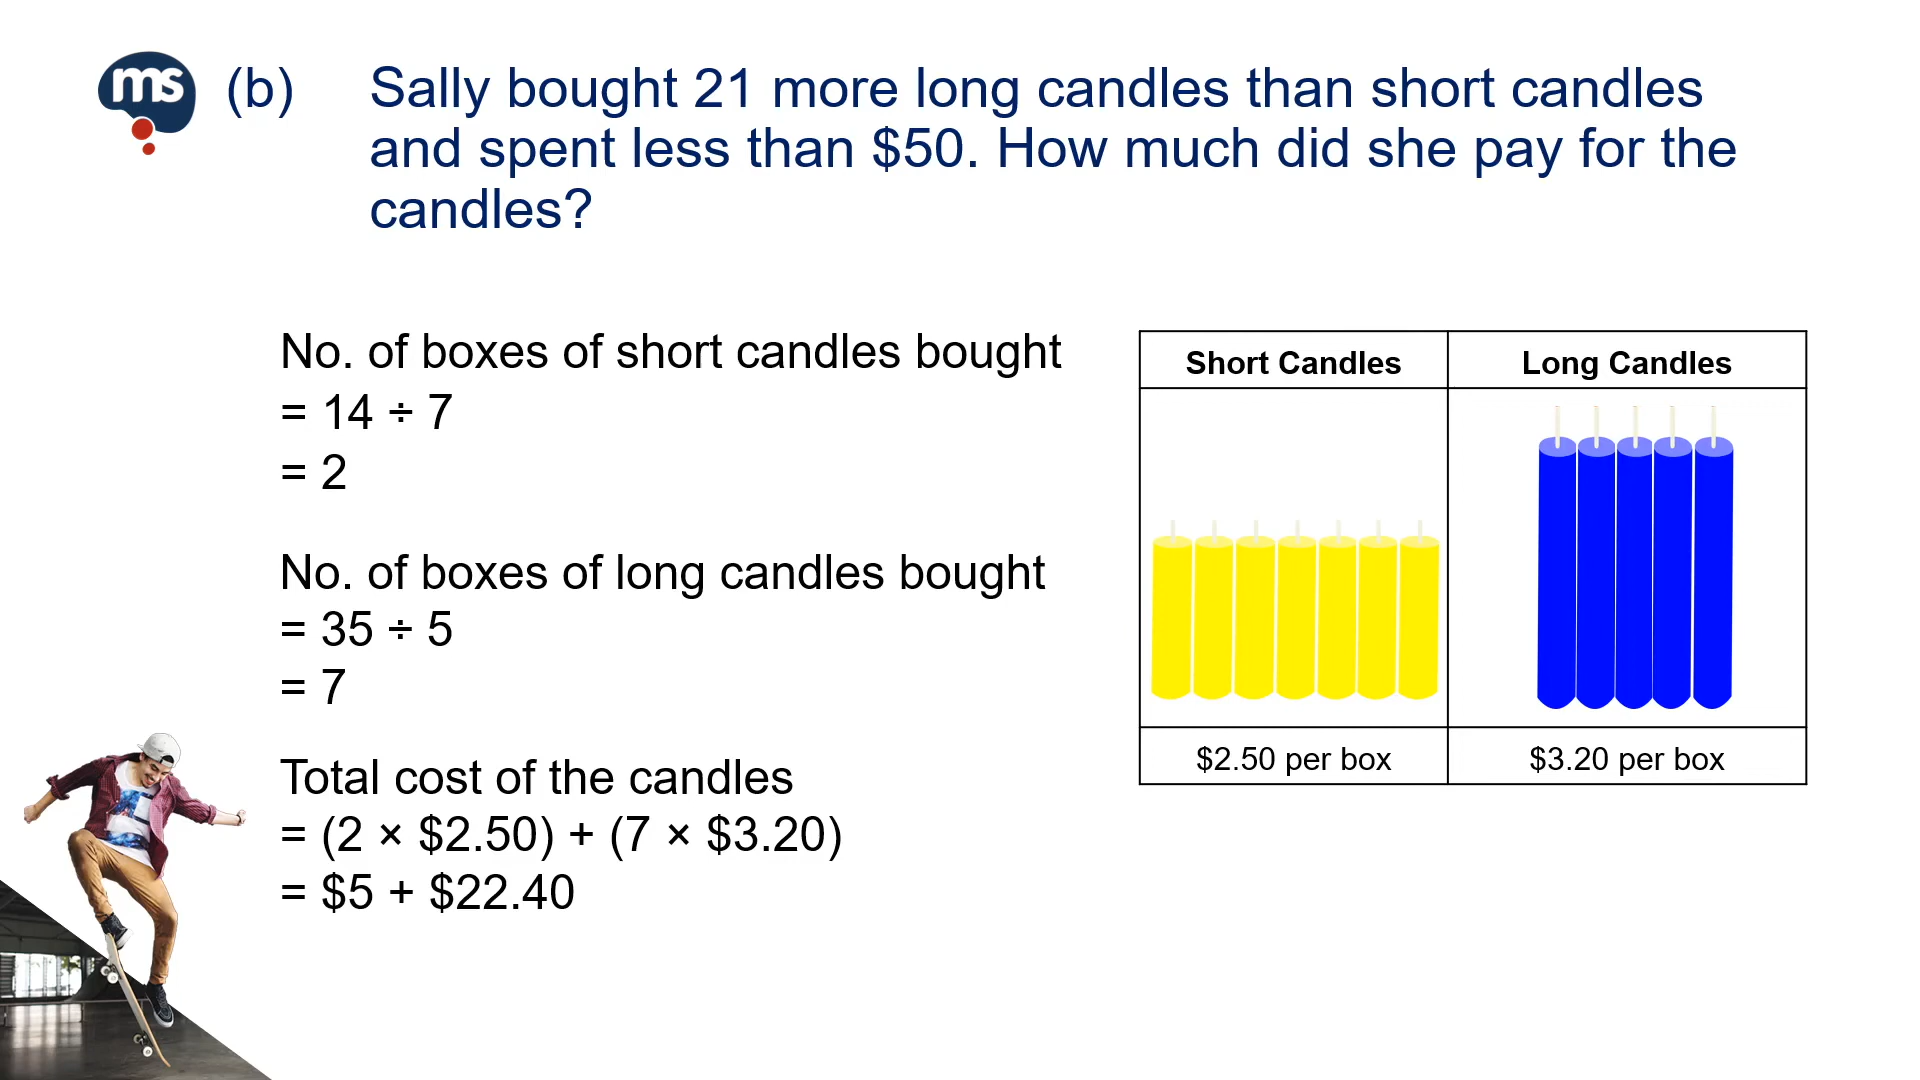 ms
(b) Sally bought 21 more long candles than short candles
and spent less than $50. How much did she pay for the
candles?
No. of boxes of short candles bought
= 14 ÷ 7
= 2
No. of boxes of long candles bought
= 35 ÷ 5
= 7
Total cost of the candles
= (2 × $2.50) + (7 × $3.20)
= $5 + $22.40
Short Candles Long Candles
$2.50 per box $3.20 per box